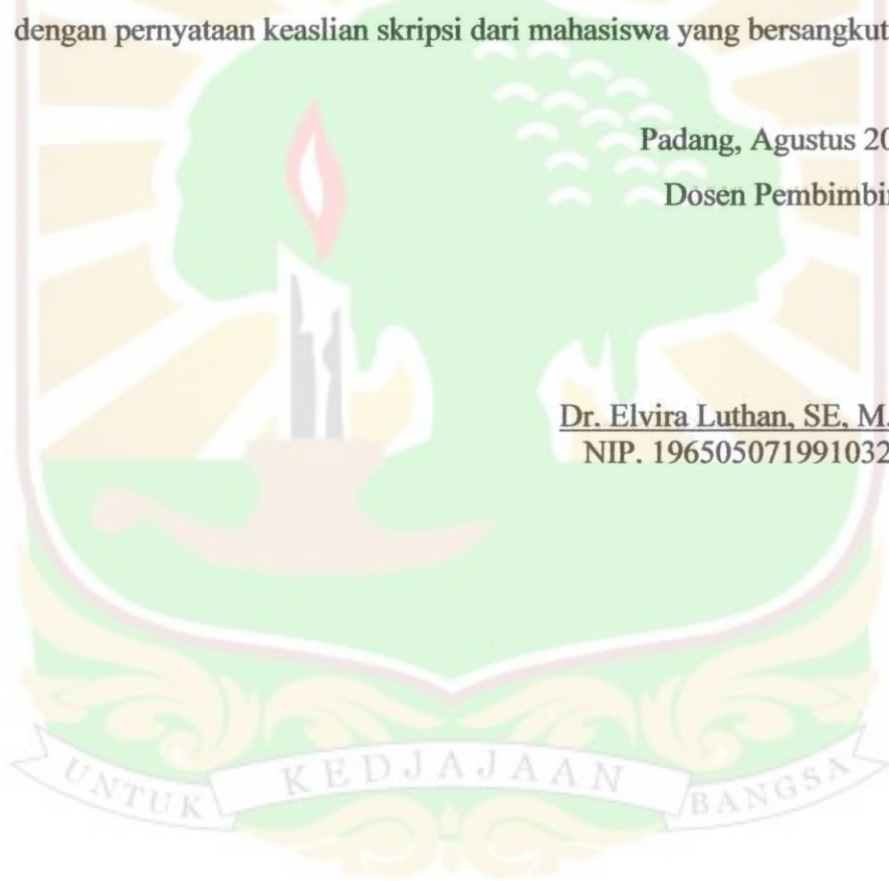 dengan pernyataan keaslian skripsi dari mahasiswa yang bersangkut
Padang, Agustus 20
Dosen Pembimbin
Dr. Elvira Luthan, SE, M.
NIP. 196505071991032
UNTUK KEDJAJAAN BANGSA